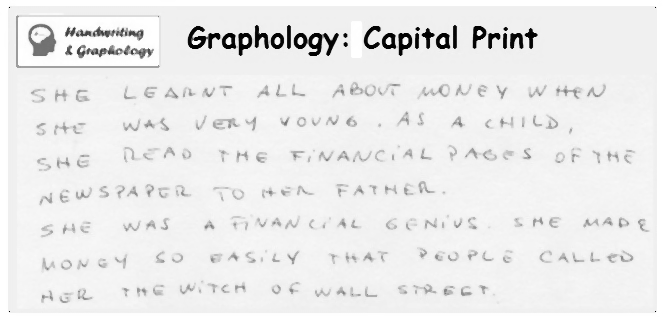 Handwriting
& Graphology
Graphology: Capital Print
SHE LEARNT ALL ABOUT MONEY WHEN
SHE WAS VERY YOUNG. AS A CHILD,
SHE READ THE FINANCIAL PAGES OF THE
NEWSPAPER TO HER FATHER.
SHE WAS A FINANCIAL GENIUS. SHE MADE
MONEY SO EASILY THAT PEOPLE CALLED
HER THE WITCH OF WALL STREET.